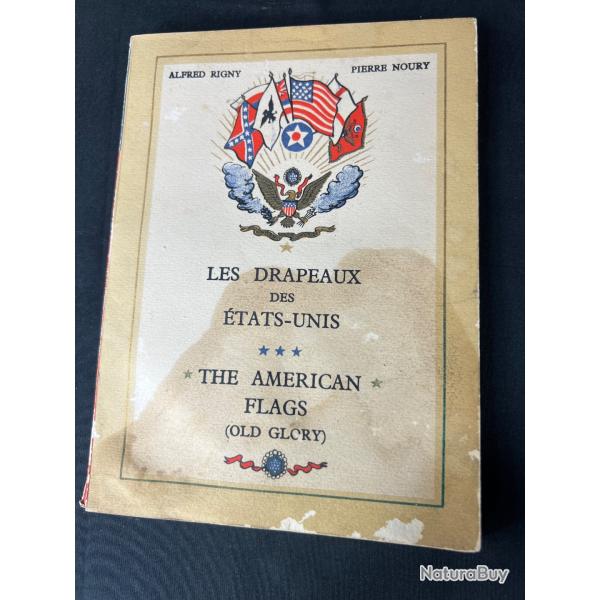 ALFRED RIGNY PIERRE NOURY
LES DRAPEAUX
DES
ÉTATS-UNIS
THE AMERICAN
FLAGS
(OLD GLORY)
NaturaBuy